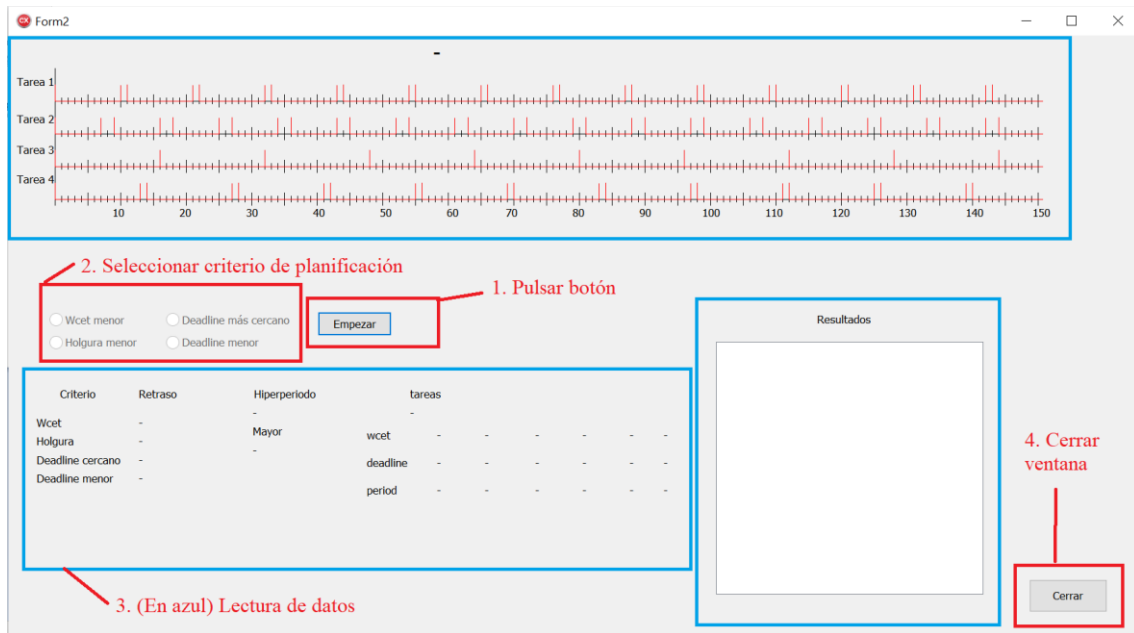 Form2
-
Tarea 1
Tarea 2
Tarea 3
Tarea 4
10 20 30 40 50 60 70 80 90 100 110 120 130 140 150
2. Seleccionar criterio de planificación
1. Pulsar botón
Wcet menor Deadline más cercano
Holgura menor Deadline menor
Empezar
Resultados
Criterio Retraso Hiperperiodo tareas
- -
Wcet -
Mayor
Holgura -
-
Deadline cercano -
Deadline menor -
wcet - - - - - -
deadline - - - - - -
period - - - - - -
4. Cerrar
ventana
3. (En azul) Lectura de datos
Cerrar